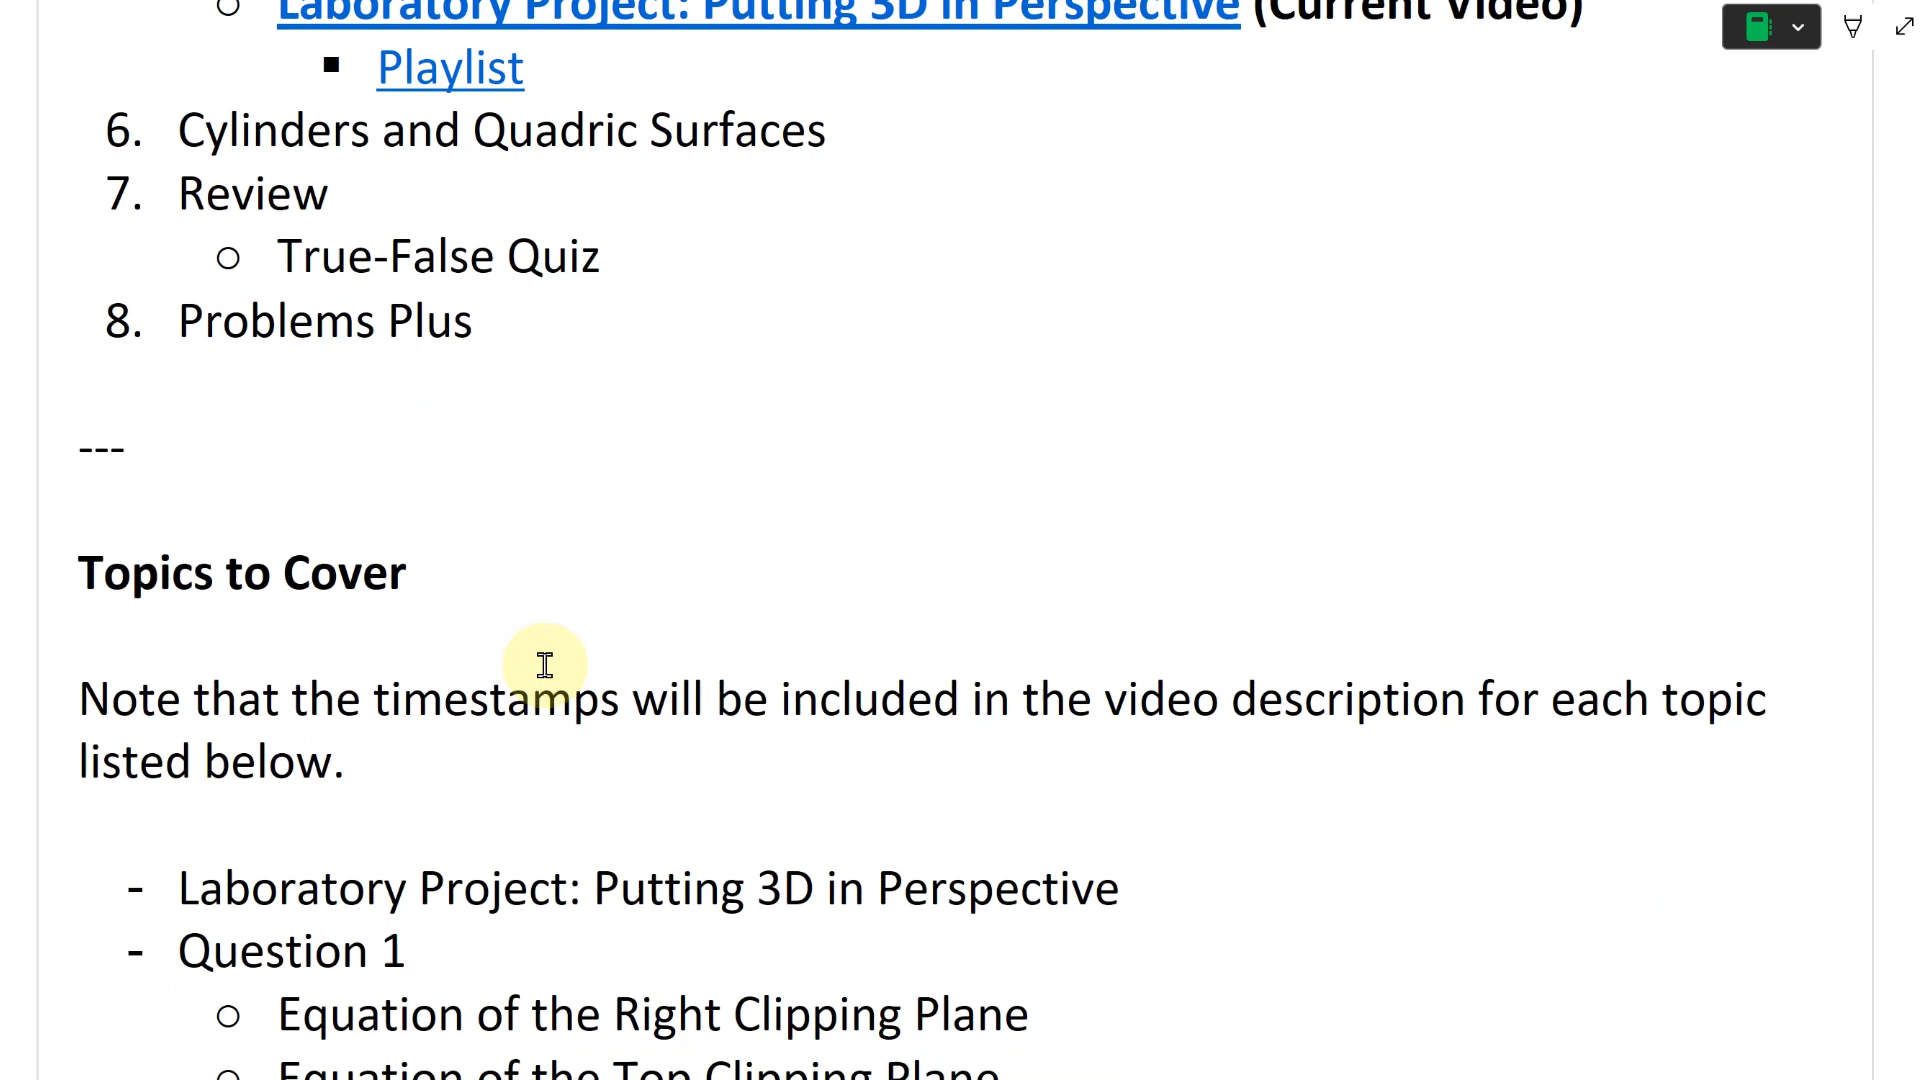 ○ Laboratory Project: Putting 3D in Perspective (Current Video)
▪ Playlist
6. Cylinders and Quadric Surfaces
7. Review
○ True-False Quiz
8. Problems Plus
---
Topics to Cover
Note that the timestamps will be included in the video description for each topic
listed below.
- Laboratory Project: Putting 3D in Perspective
- Question 1
○ Equation of the Right Clipping Plane
○ Equation of the Top Clipping Plane